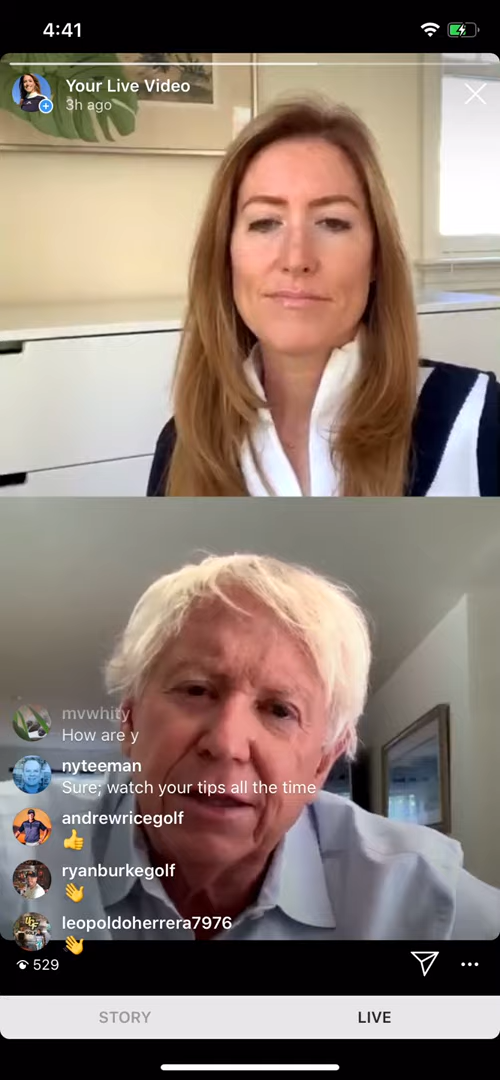 4:41
Your Live Video
3h ago
mvwhity
How are y
nyteeman
Sure; watch your tips all the time
andrewricegolf
👍
ryanburkegolf
👋
leopoldoherrera7976
👋
529
STORY
LIVE